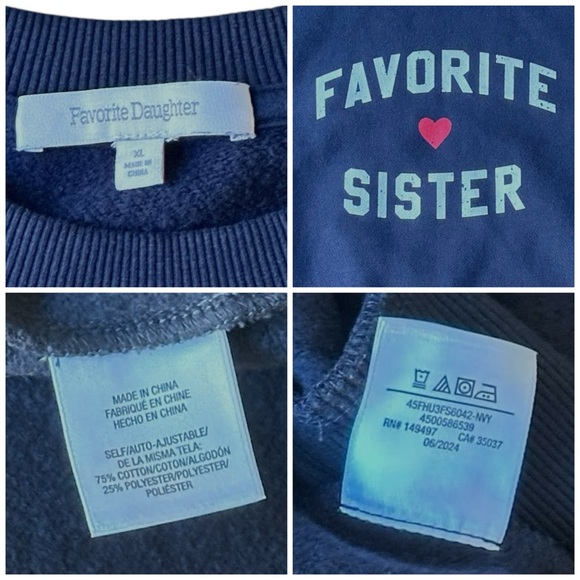 Favorite Daughter
XL
MADE IN
CHINA
FAVORITE
SISTER
MADE IN CHINA
FABRIQUÉ EN CHINE
HECHO EN CHINA
SELF/AUTO-AJUSTABLE/
DE LA MISMA TELA:
75% COTTON/COTON/ALGODÓN
25% POLYESTER/POLYESTER/
POLIÉSTER
45FHU3FS6042-NVY
4500586539
RN# 149497 CA# 35037
06/2024